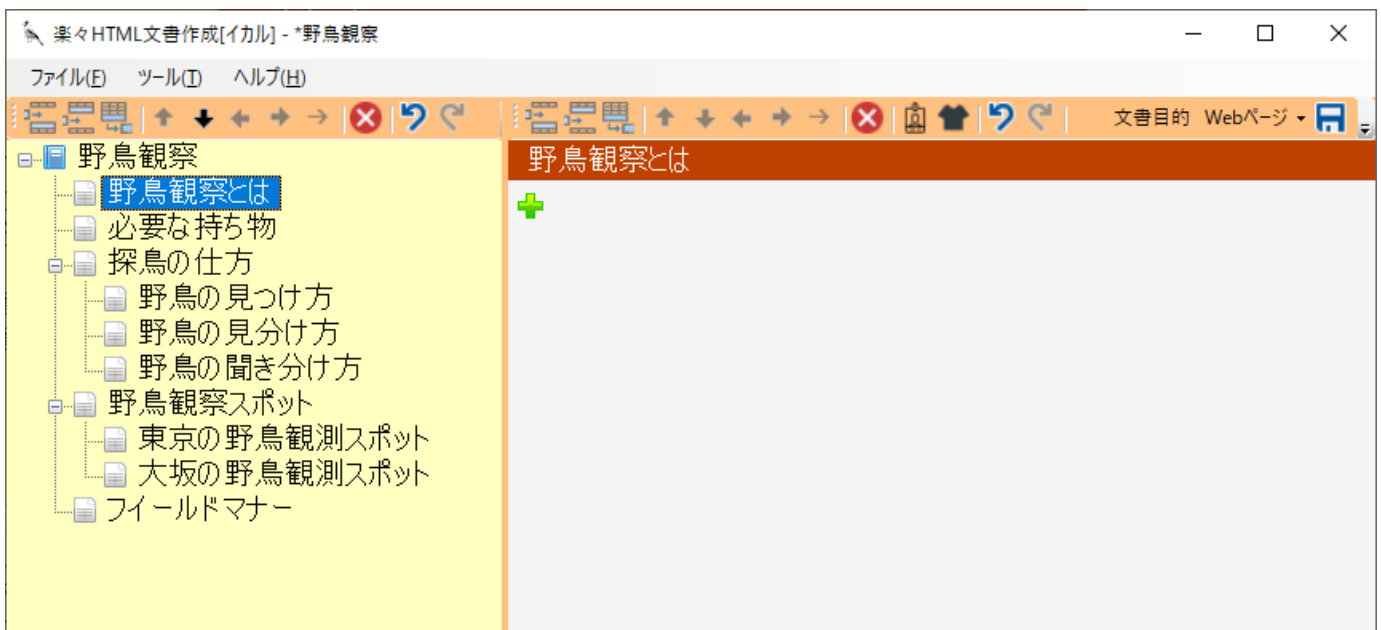 楽々HTML文書作成[イカル] - *野鳥観察
ファイル(F) ツール(T) ヘルプ(H)
文書目的 Webページ
野鳥観察
野鳥観察とは
必要な持ち物
探鳥の仕方
野鳥の見つけ方
野鳥の見分け方
野鳥の聞き分け方
野鳥観察スポット
東京の野鳥観測スポット
大坂の野鳥観測スポット
フイールドマナー
野鳥観察とは